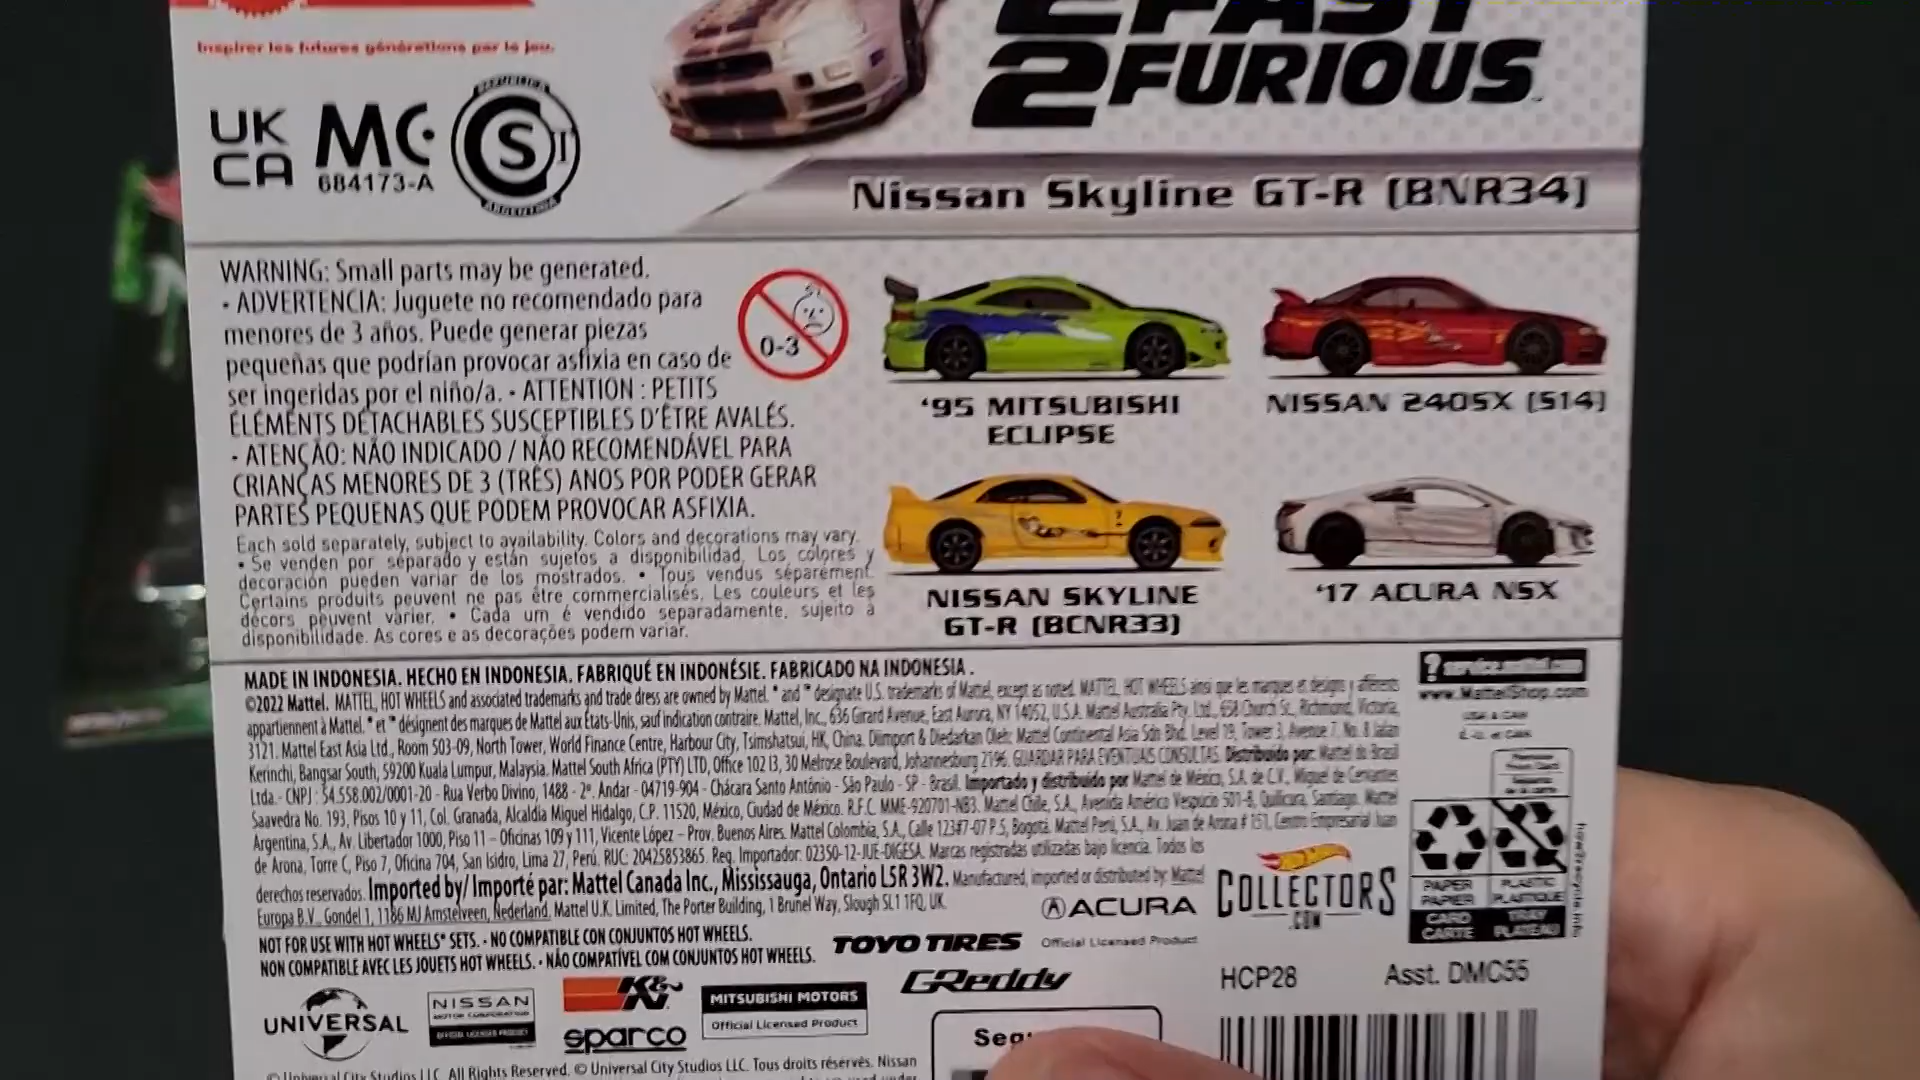 Inspirer les futures générations par le jeu.
2 FAST
2 FURIOUS
UK
CA
MC
684173-A
S
ARGENTINA
Nissan Skyline GT-R (BNR34)
WARNING: Small parts may be generated.
• ADVERTENCIA: Juguete no recomendado para
menores de 3 años. Puede generar piezas
pequeñas que podrían provocar asfixia en caso de
ser ingeridas por el niño/a. • ATTENTION : PETITS
ÉLÉMENTS DÉTACHABLES SUSCEPTIBLES D'ÊTRE AVALÉS.
• ATENÇÃO: NÃO INDICADO / NÃO RECOMENDÁVEL PARA
CRIANÇAS MENORES DE 3 (TRÊS) ANOS POR PODER GERAR
PARTES PEQUENAS QUE PODEM PROVOCAR ASFIXIA.
0-3
Each sold separately, subject to availability. Colors and decorations may vary.
• Se venden por separado y están sujetos a disponibilidad. Los colores y
decoración pueden variar de los mostrados. • Tous vendus séparément.
Certains produits peuvent ne pas être commercialisés. Les couleurs et les
décors peuvent varier. • Cada um é vendido separadamente, sujeito à
disponibilidade. As cores e as decorações podem variar.
'95 MITSUBISHI
ECLIPSE
NISSAN 240SX (S14)
NISSAN SKYLINE
GT-R (BCNR33)
'17 ACURA NSX
MADE IN INDONESIA. HECHO EN INDONESIA. FABRIQUÉ EN INDONÉSIE. FABRICADO NA INDONESIA.
©2022 Mattel. MATTEL, HOT WHEELS and associated trademarks and trade dress are owned by Mattel. ® and ™ designate U.S. trademarks of Mattel, except as noted. MATTEL, HOT WHEELS ainsi que les marques et designs y afférents
appartiennent à Mattel. ® et ™ désignent des marques de Mattel aux États-Unis, sauf indication contraire. Mattel, Inc., 636 Girard Avenue, East Aurora, NY 14052, U.S.A. Mattel Australia Pty. Ltd., 658 Church St., Richmond, Victoria,
3121. Mattel East Asia Ltd., Room 503-09, North Tower, World Finance Centre, Harbour City, Tsimshatsui, HK, China. Diimport & Diedarkan Oleh: Mattel Continental Asia Sdn Bhd. Level 19, Tower 3, Avenue 7, No. 8 Jalan
Kerinchi, Bangsar South, 59200 Kuala Lumpur, Malaysia. Mattel South Africa (PTY) LTD, Office 102 I3, 30 Melrose Boulevard, Johannesburg 2196. GUARDAR PARA EVENTUAIS CONSULTAS. Distribuido por: Mattel do Brasil
Ltda.- CNPJ : 54.558.002/0001-20 - Rua Verbo Divino, 1488 - 2º. Andar - 04719-904 - Chácara Santo Antônio - São Paulo - SP - Brasil. Importado y distribuido por Mattel de México, S.A. de C.V., Miguel de Cervantes
Saavedra No. 193, Pisos 10 y 11, Col. Granada, Alcaldía Miguel Hidalgo, C.P. 11520, México, Ciudad de México. R.F.C. MME-920701-NB3. Mattel Chile, S.A., Avenida Américo Vespucio 501-B, Quilicura, Santiago. Mattel
Argentina, S.A., Av. Libertador 1000, Piso 11 – Oficinas 109 y 111, Vicente López – Prov. Buenos Aires. Mattel Colombia, S.A., Calle 123#7-07 P.5, Bogotá. Mattel Perú, S.A., Av. Juan de Arona # 151, Centro Empresarial Juan
de Arona, Torre C, Piso 7, Oficina 704, San Isidro, Lima 27, Perú. RUC: 20425853865. Reg. Importador: 02350-12-JUE-DIGESA. Marcas registradas utilizadas bajo licencia. Todos los
derechos reservados. Imported by/ Importé par: Mattel Canada Inc., Mississauga, Ontario L5R 3W2. Manufactured, imported or distributed by: Mattel
Europa B.V., Gondel 1, 1186 MJ Amstelveen, Nederland. Mattel U.K. Limited, The Porter Building, 1 Brunel Way, Slough SL1 1FQ, UK.
NOT FOR USE WITH HOT WHEELS® SETS. • NO COMPATIBLE CON CONJUNTOS HOT WHEELS.
NON COMPATIBLE AVEC LES JOUETS HOT WHEELS. • NÃO COMPATÍVEL COM CONJUNTOS HOT WHEELS.
? service.mattel.com
www.MattelShop.com
PAPER
PAPIER
CARD
CARTE
PLASTIC
PLASTIQUE
TRAY
PLATEAU
how2recycle.info
COLLECTORS
.COM
ACURA
Official Licensed Product
TOYO TIRES
GReddy
HCP28
Asst. DMC55
UNIVERSAL
NISSAN
MOTOR CORPORATION
OFFICIAL LICENSED PRODUCT
K&N
sparco
MITSUBISHI MOTORS
Official Licensed Product
© Universal City Studios LLC. All Rights Reserved. © Universal City Studios LLC. Tous droits réservés. Nissan